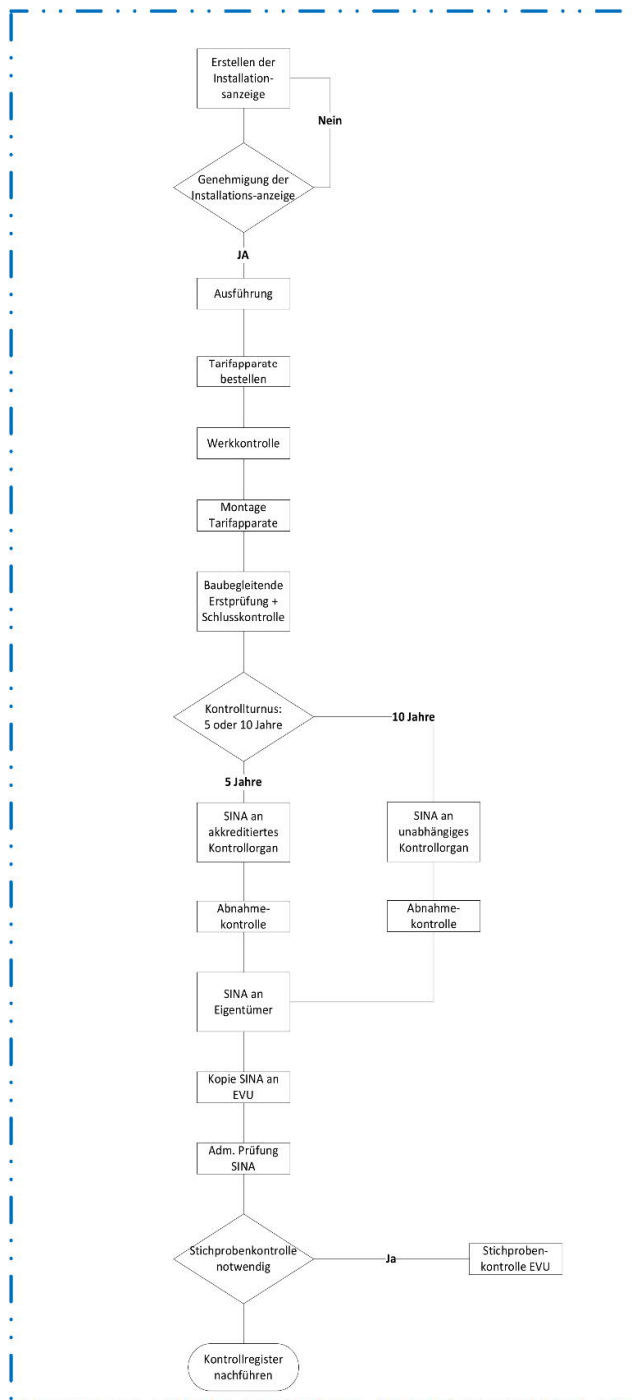 Erstellen der
Installation-
sanzeige
Nein
Genehmigung der
Installations-anzeige
JA
Ausführung
Tarifapparate
bestellen
Werkkontrolle
Montage
Tarifapparate
Baubegleitende
Erstprüfung +
Schlusskontrolle
Kontrollturnus:
5 oder 10 Jahre
10 Jahre
5 Jahre
SINA an
akkreditiertes
Kontrollorgan
SINA an
unabhängiges
Kontrollorgan
Abnahme-
kontrolle
Abnahme-
kontrolle
SINA an
Eigentümer
Kopie SINA an
EVU
Adm. Prüfung
SINA
Stichprobenkontrolle
notwendig
Ja
Stichproben-
kontrolle EVU
Kontrollregister
nachführen